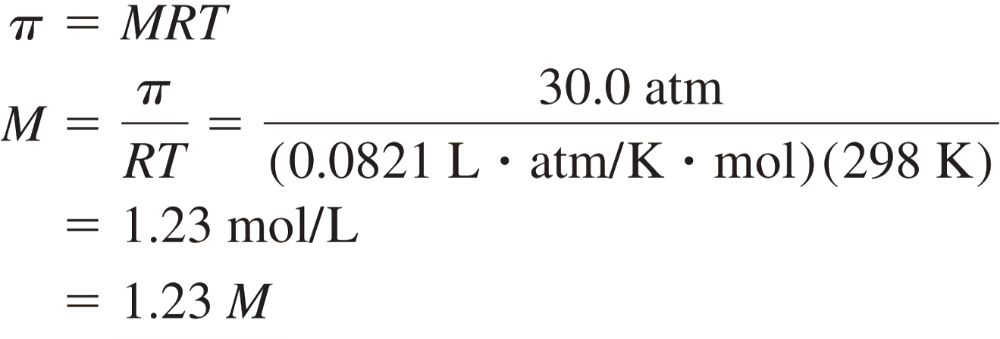 π = MRT
M = π/RT = 30.0 atm/(0.0821 L · atm/K · mol)(298 K)
= 1.23 mol/L
= 1.23 M